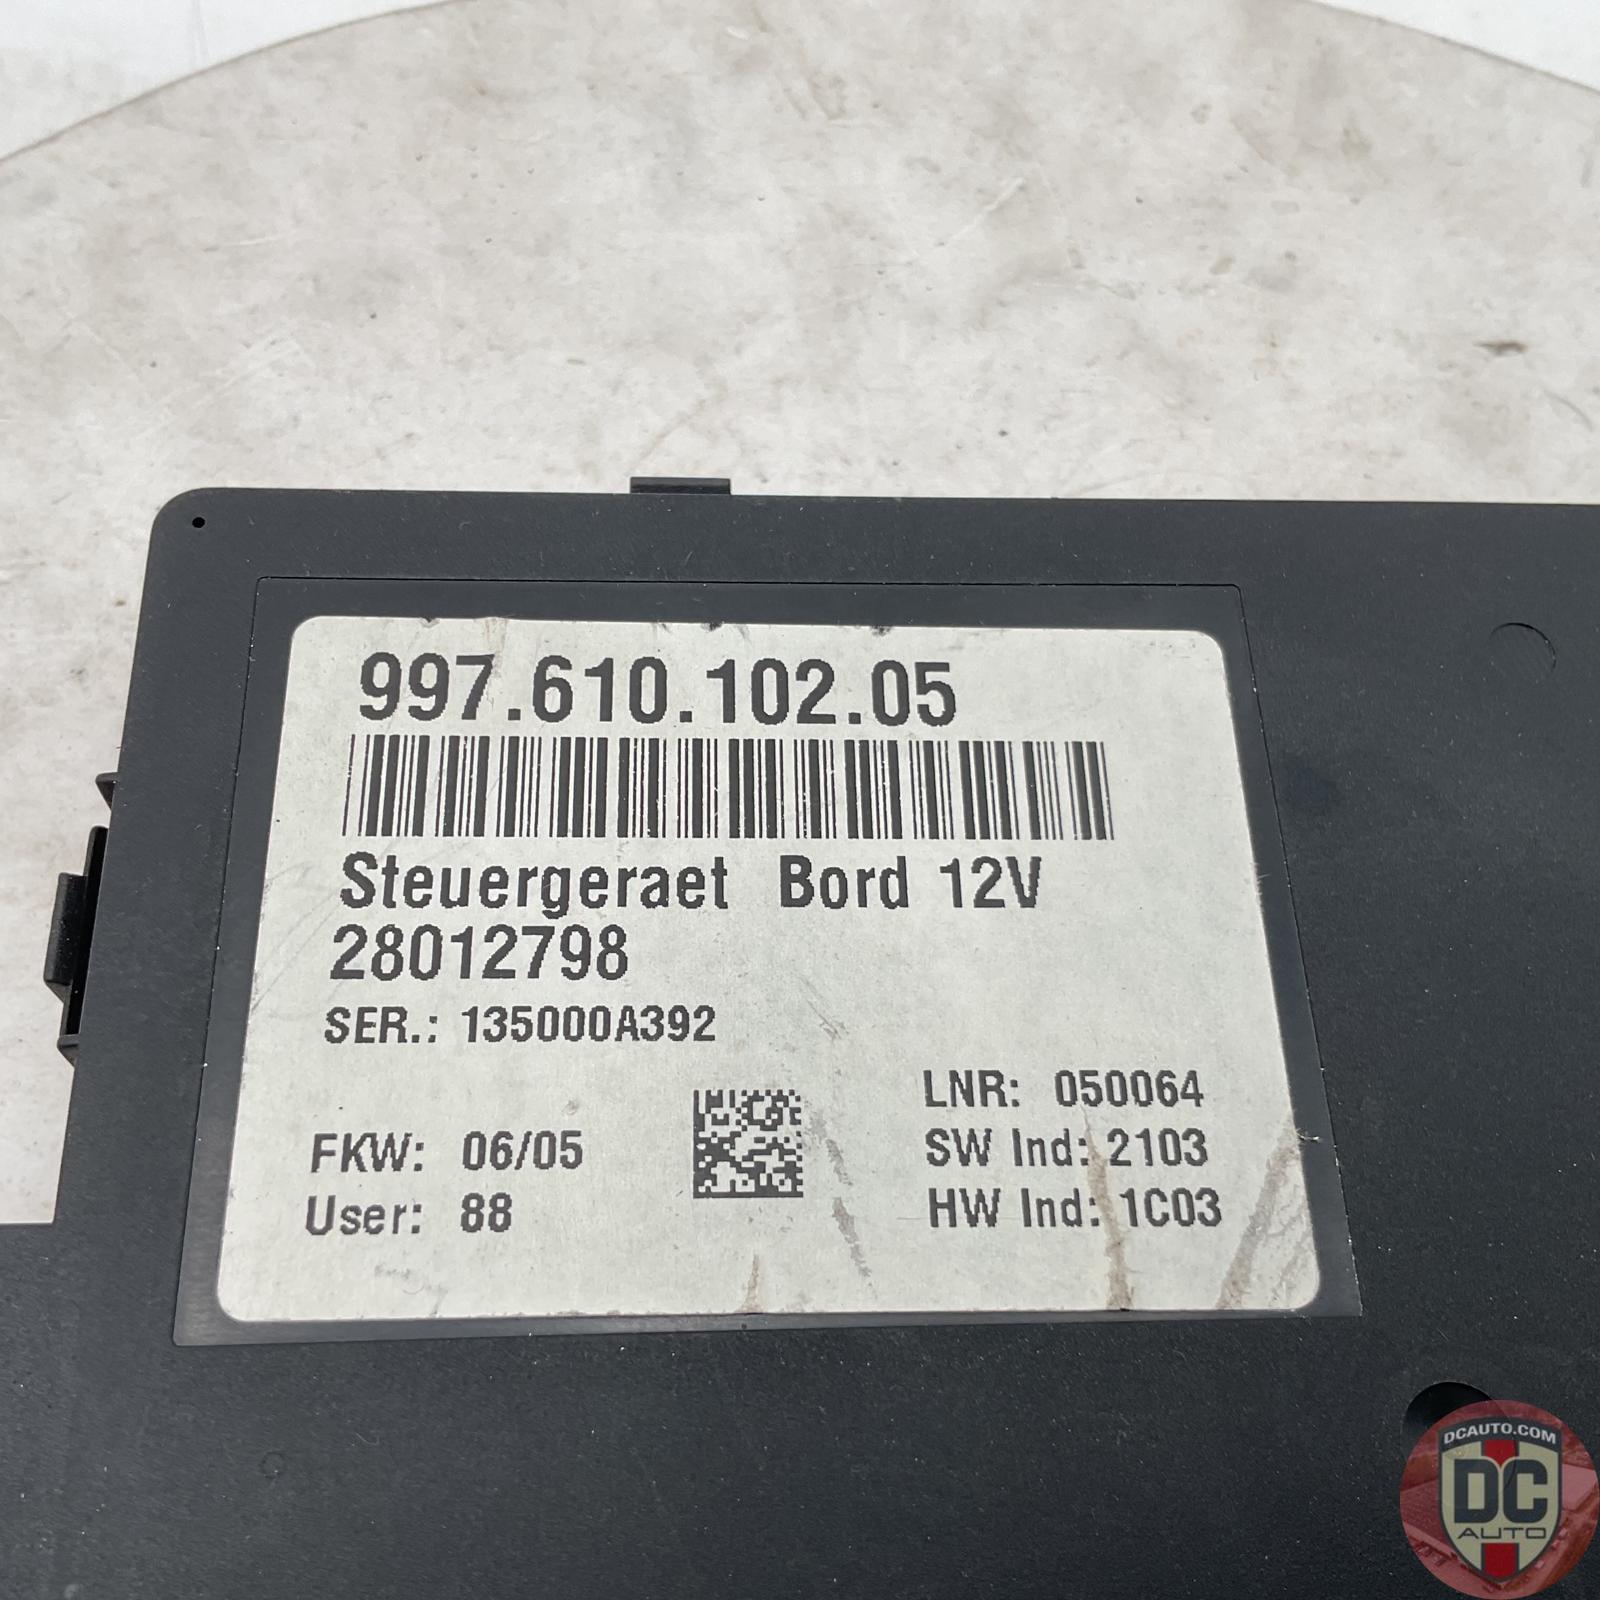 997.610.102.05
Steuergeraet Bord 12V
28012798
SER.: 135000A392
LNR: 050064
FKW: 06/05
SW Ind: 2103
User: 88
HW Ind: 1C03
DCAUTO.COM
DC
AUTO